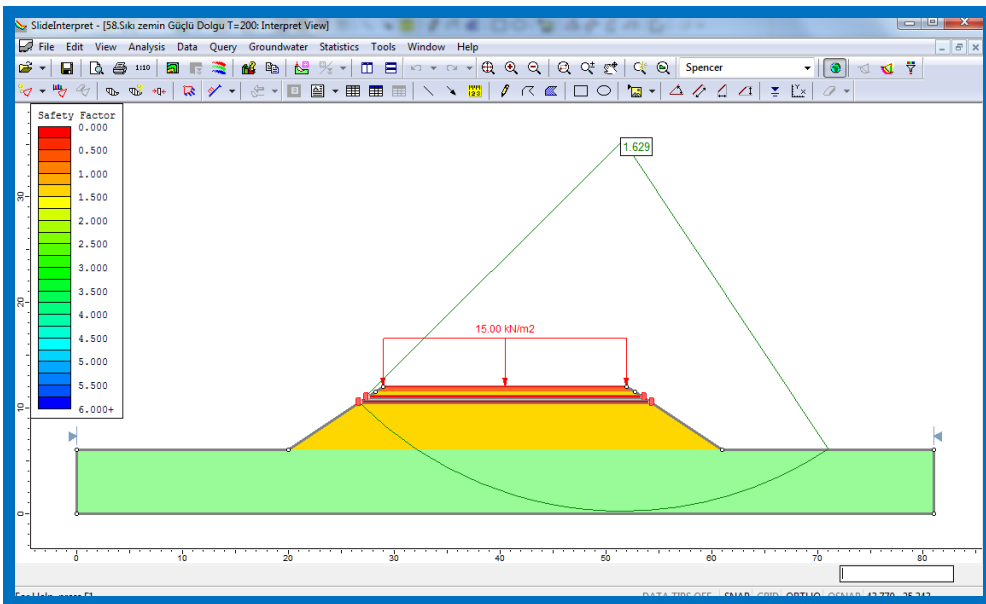 SlideInterpret - [58.Sıkı zemin Güçlü Dolgu T=200: Interpret View]
File Edit View Analysis Data Query Groundwater Statistics Tools Window Help
1:10 Spencer
Safety Factor
0.000
0.500
1.000
1.500
2.000
2.500
3.000
3.500
4.000
4.500
5.000
5.500
6.000+
1.629
15.00 kN/m2
30
20
10
0
0 10 20 30 40 50 60 70 80
For Help, press F1
DATA TIPS OFF SNAP GRID ORTHO OSNAP